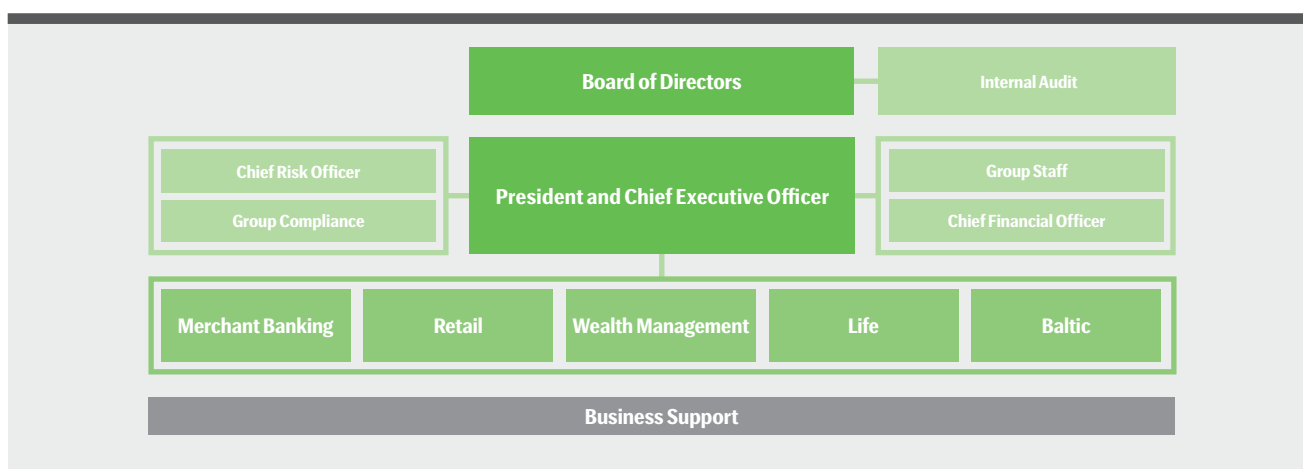 Board of Directors
Internal Audit
Chief Risk Officer
Group Compliance
President and Chief Executive Officer
Group Staff
Chief Financial Officer
Merchant Banking
Retail
Wealth Management
Life
Baltic
Business Support